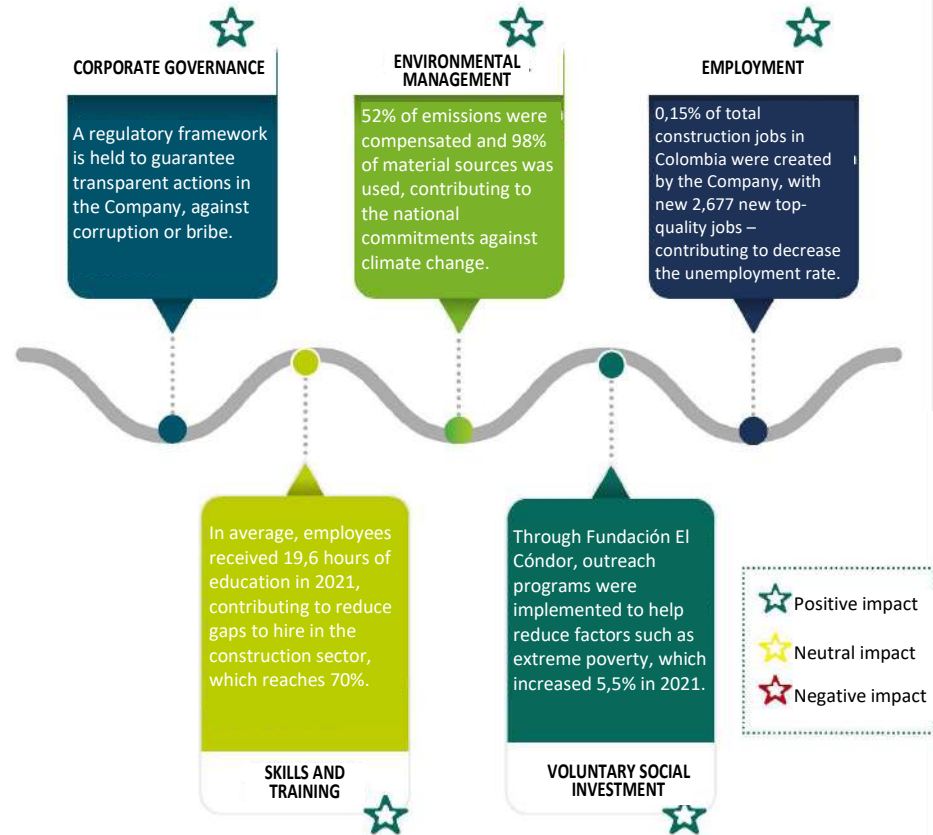 CORPORATE GOVERNANCE
A regulatory framework
is held to guarantee
transparent actions in
the Company, against
corruption or bribe.
ENVIRONMENTAL
MANAGEMENT
52% of emissions were
compensated and 98%
of material sources was
used, contributing to
the national
commitments against
climate change.
EMPLOYMENT
0,15% of total
construction jobs in
Colombia were created
by the Company, with
new 2,677 new top-
quality jobs –
contributing to decrease
the unemployment rate.
In average, employees
received 19,6 hours of
education in 2021,
contributing to reduce
gaps to hire in the
construction sector,
which reaches 70%.
SKILLS AND
TRAINING
Through Fundación El
Cóndor, outreach
programs were
implemented to help
reduce factors such as
extreme poverty, which
increased 5,5% in 2021.
VOLUNTARY SOCIAL
INVESTMENT
Positive impact
Neutral impact
Negative impact